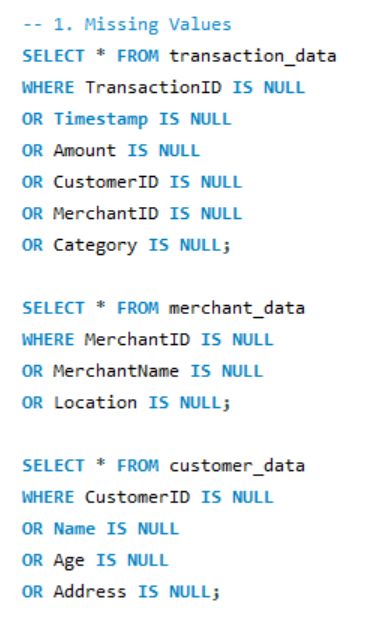 -- 1. Missing Values
SELECT * FROM transaction_data
WHERE TransactionID IS NULL
OR Timestamp IS NULL
OR Amount IS NULL
OR CustomerID IS NULL
OR MerchantID IS NULL
OR Category IS NULL;
SELECT * FROM merchant_data
WHERE MerchantID IS NULL
OR MerchantName IS NULL
OR Location IS NULL;
SELECT * FROM customer_data
WHERE CustomerID IS NULL
OR Name IS NULL
OR Age IS NULL
OR Address IS NULL;